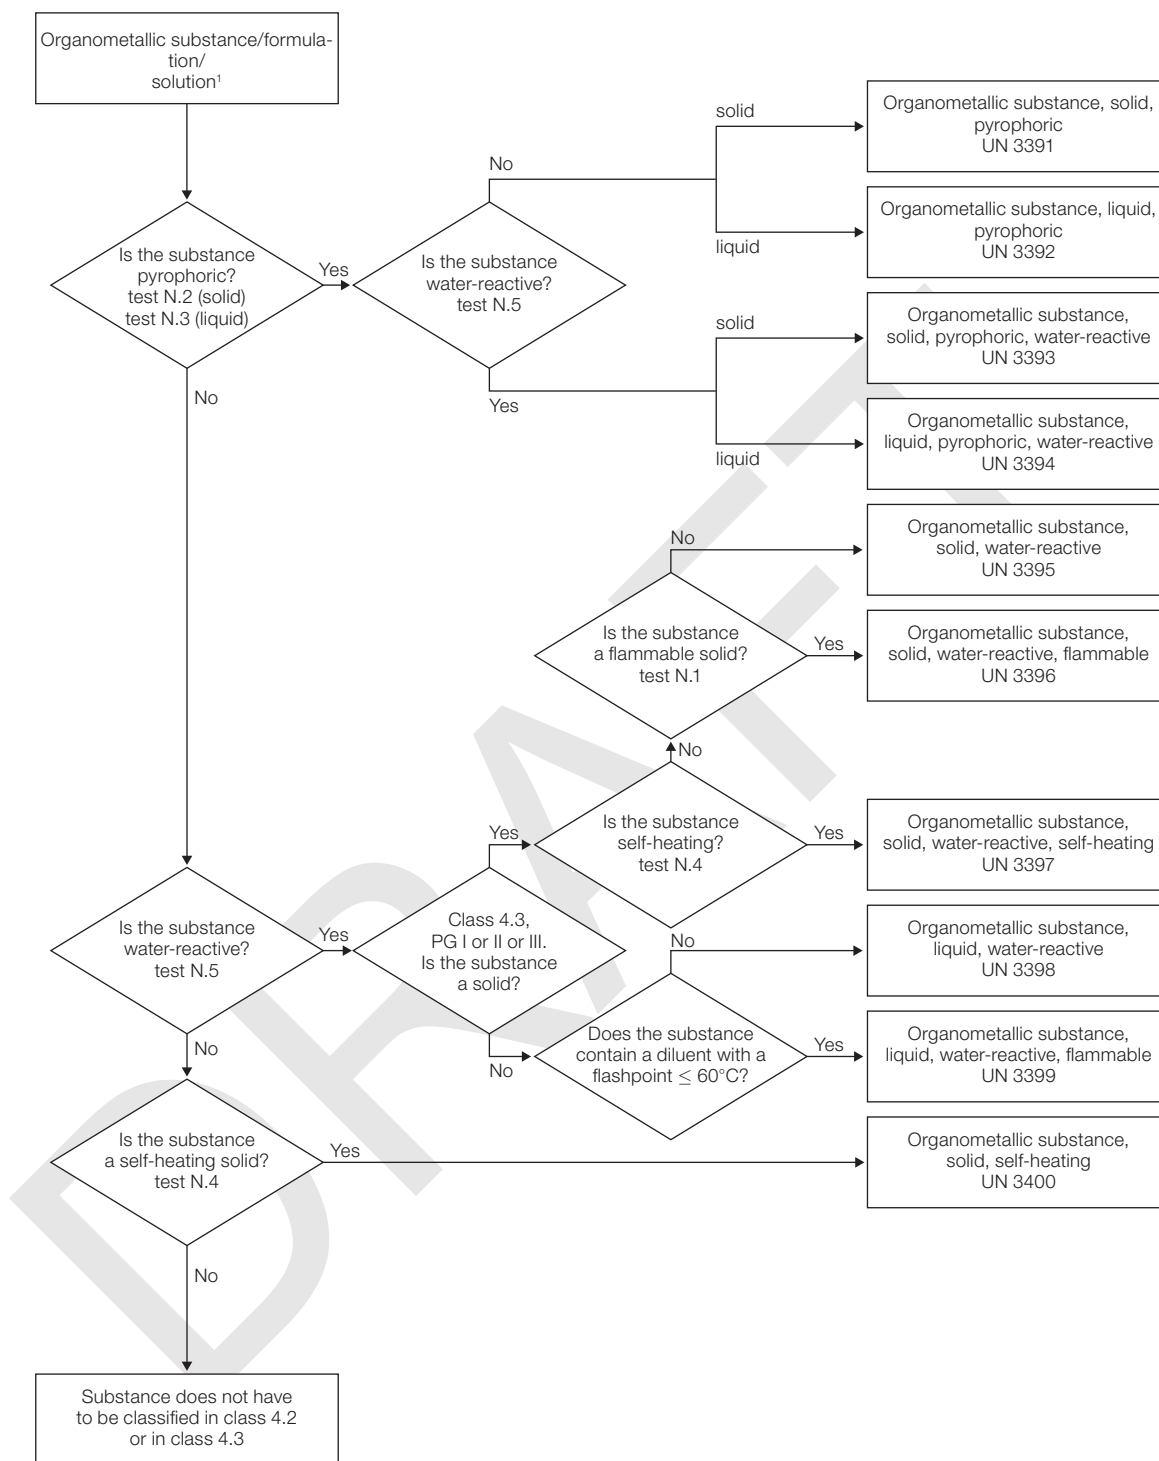 Organometallic substance/formula-
tion/
solution¹
solid
Organometallic substance, solid,
pyrophoric
UN 3391
No
Organometallic substance, liquid,
pyrophoric
UN 3392
liquid
Is the substance
pyrophoric?
test N.2 (solid)
test N.3 (liquid)
Yes
Is the substance
water-reactive?
test N.5
solid
Organometallic substance,
solid, pyrophoric, water-reactive
UN 3393
No
Yes
Organometallic substance,
liquid, pyrophoric, water-reactive
UN 3394
liquid
No
Organometallic substance,
solid, water-reactive
UN 3395
Is the substance
a flammable solid?
test N.1
Yes
Organometallic substance,
solid, water-reactive, flammable
UN 3396
No
Yes
Is the substance
self-heating?
test N.4
Yes
Organometallic substance,
solid, water-reactive, self-heating
UN 3397
Is the substance
water-reactive?
test N.5
Yes
Class 4.3,
PG I or II or III.
Is the substance
a solid?
No
Organometallic substance,
liquid, water-reactive
UN 3398
No
No
Does the substance
contain a diluent with a
flashpoint ≤ 60°C?
Yes
Organometallic substance,
liquid, water-reactive, flammable
UN 3399
Is the substance
a self-heating solid?
test N.4
Yes
Organometallic substance,
solid, self-heating
UN 3400
No
Substance does not have
to be classified in class 4.2
or in class 4.3
DRAFT